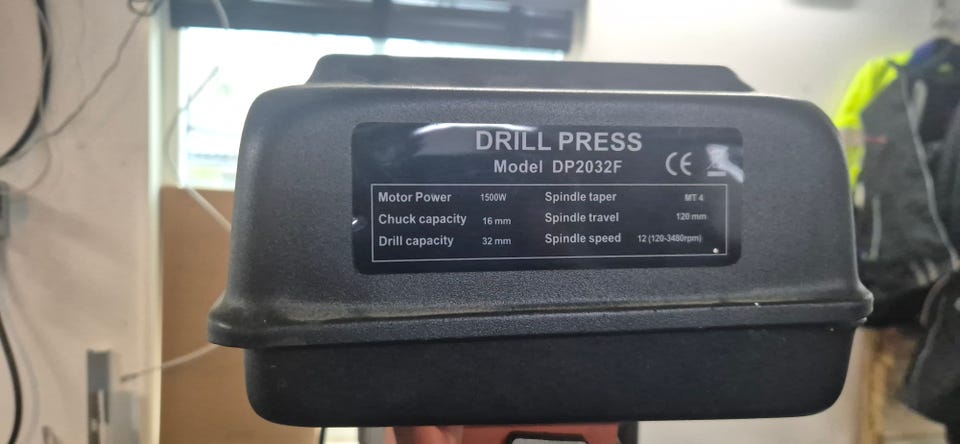 DRILL PRESS
Model DP2032F
CE
Motor Power 1500W Spindle taper MT 4
Chuck capacity 16 mm Spindle travel 120 mm
Drill capacity 32 mm Spindle speed 12 (120-3480rpm)